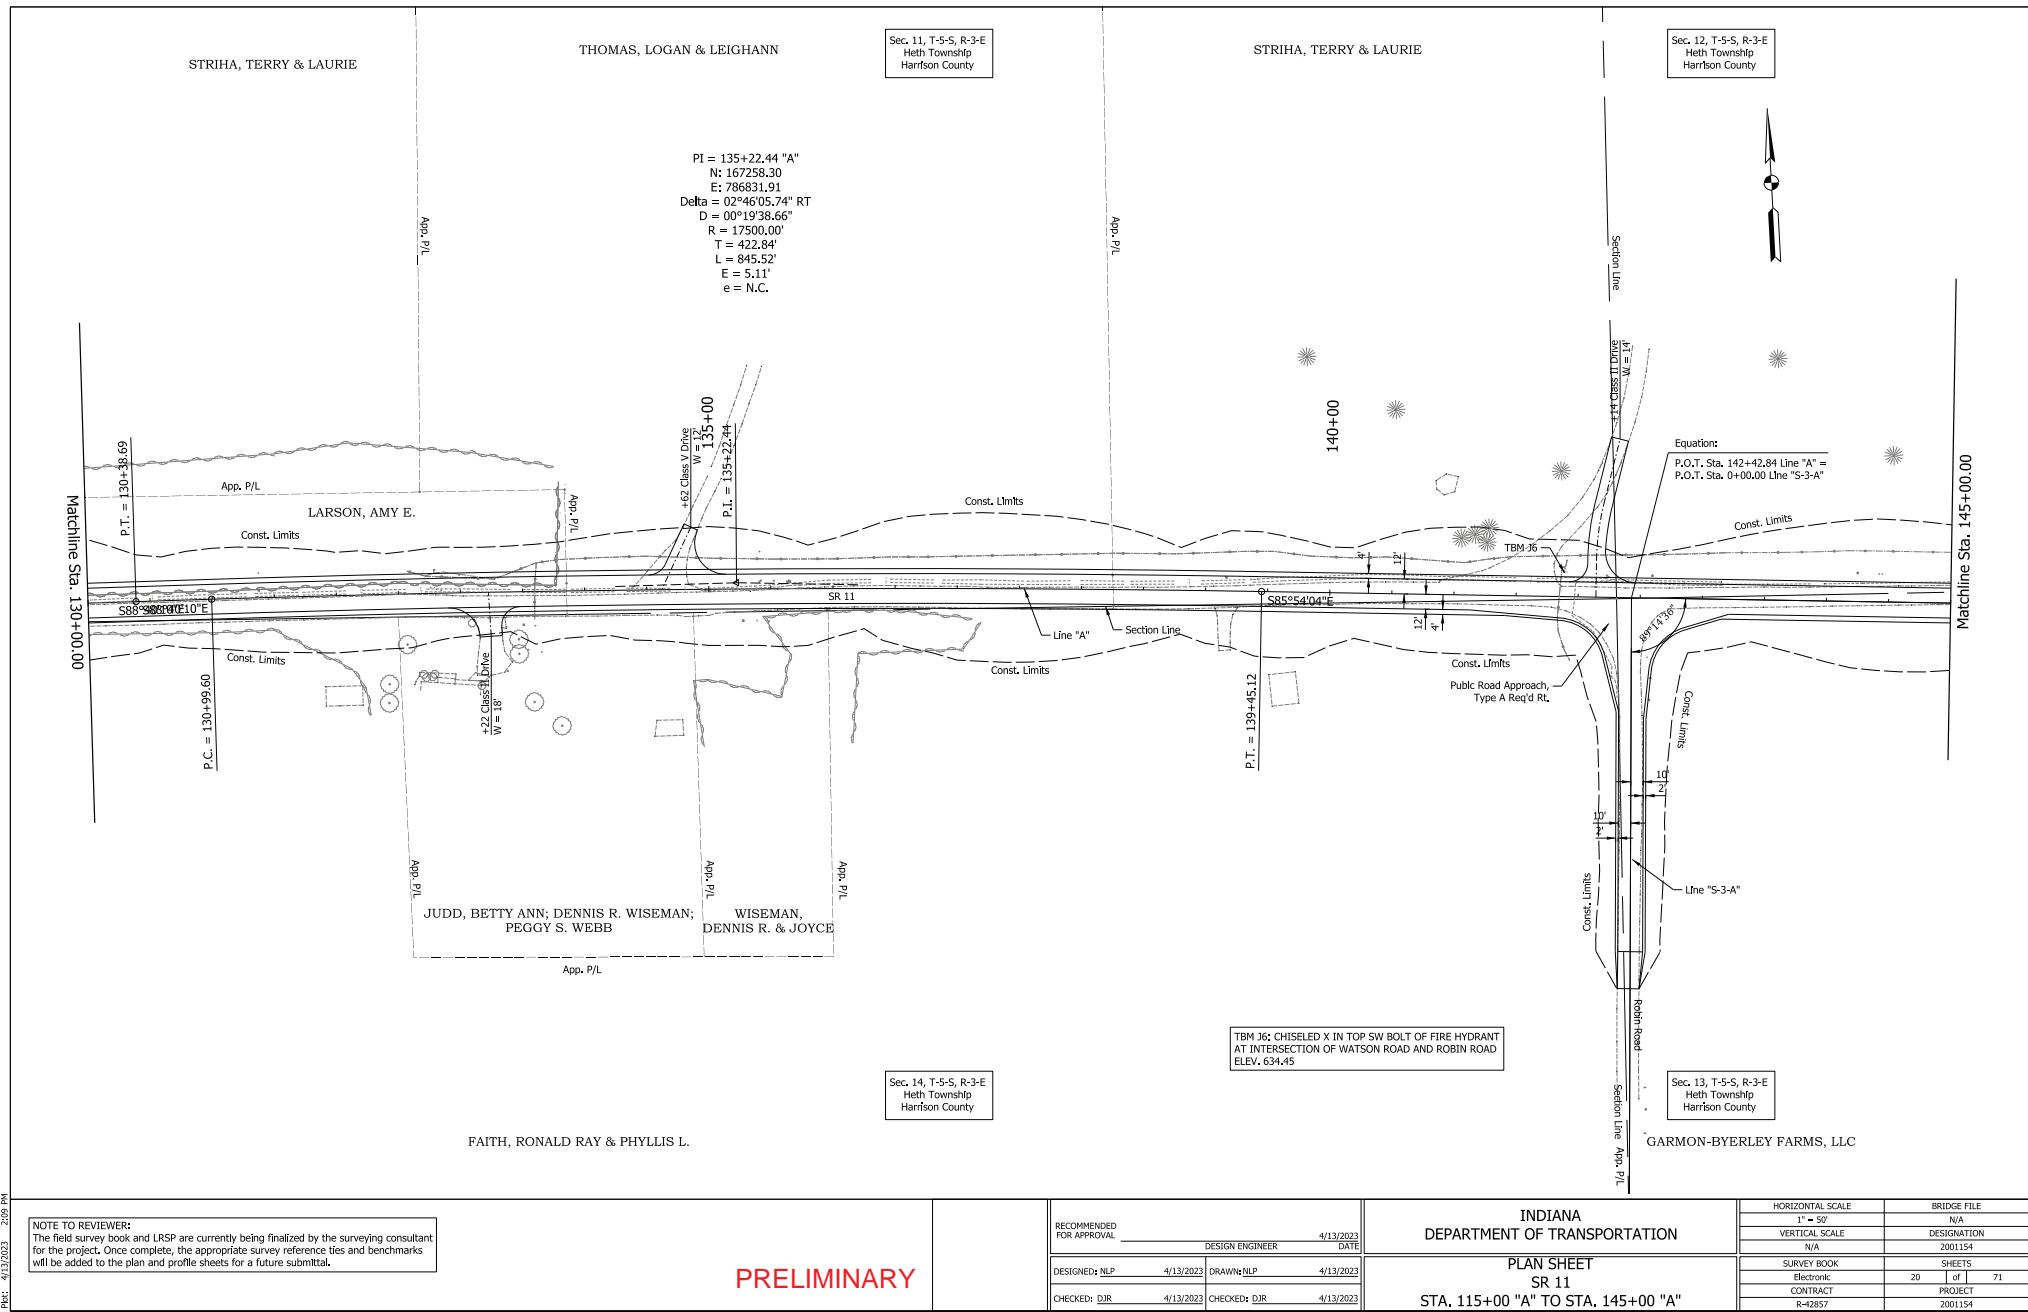 STRIHA, TERRY & LAURIE
THOMAS, LOGAN & LEIGHANN
Sec. 11, T-5-S, R-3-E
Heth Township
Harrison County
STRIHA, TERRY & LAURIE
Sec. 12, T-5-S, R-3-E
Heth Township
Harrison County
PI = 135+22.44 "A"
N: 167258.30
E: 786831.91
Delta = 02°46'05.74" RT
D = 00°19'38.66"
R = 17500.00'
T = 422.84'
L = 845.52'
E = 5.11'
e = N.C.
App. P/L
App. P/L
Section Line
+14 Class II Drive
W = 14'
135+00
140+00
+62 Class V Drive
W = 12'
P.I. = 135+22.44
P.T. = 130+38.69
Equation:
P.O.T. Sta. 142+42.84 Line "A" =
P.O.T. Sta. 0+00.00 Line "S-3-A"
App. P/L
LARSON, AMY E.
App. P/L
Const. Limits
Const. Limits
Const. Limits
TBM J6
Matchline Sta. 130+00.00
Matchline Sta. 145+00.00
4'
12'
SR 11
S85°54'04"E
12'
4'
89°14'36"
Line "A"
Section Line
Const. Limits
Const. Limits
Const. Limits
Public Road Approach,
Type A Req'd Rt.
P.C. = 130+99.60
+22 Class II Drive
W = 18'
P.T. = 139+45.12
Const. Limits
10'
2'
10'
2'
App. P/L
App. P/L
App. P/L
Line "S-3-A"
Const. Limits
JUDD, BETTY ANN; DENNIS R. WISEMAN;
PEGGY S. WEBB
WISEMAN,
DENNIS R. & JOYCE
App. P/L
Robin Road
TBM J6: CHISELED X IN TOP SW BOLT OF FIRE HYDRANT
AT INTERSECTION OF WATSON ROAD AND ROBIN ROAD
ELEV. 634.45
Sec. 14, T-5-S, R-3-E
Heth Township
Harrison County
Sec. 13, T-5-S, R-3-E
Heth Township
Harrison County
Section Line
App. P/L
FAITH, RONALD RAY & PHYLLIS L.
GARMON-BYERLEY FARMS, LLC
Plot: 4/13/2023 2:09 PM
NOTE TO REVIEWER:
The field survey book and LRSP are currently being finalized by the surveying consultant
for the project. Once complete, the appropriate survey reference ties and benchmarks
will be added to the plan and profile sheets for a future submittal.
PRELIMINARY
RECOMMENDED
FOR APPROVAL
4/13/2023
DESIGN ENGINEER
DATE
DESIGNED: NLP 4/13/2023
DRAWN: NLP 4/13/2023
CHECKED: DJR 4/13/2023
CHECKED: DJR 4/13/2023
INDIANA
DEPARTMENT OF TRANSPORTATION
PLAN SHEET
SR 11
STA. 115+00 "A" TO STA. 145+00 "A"
HORIZONTAL SCALE
1" = 50'
VERTICAL SCALE
N/A
SURVEY BOOK
Electronic
CONTRACT
R-42857
BRIDGE FILE
N/A
DESIGNATION
2001154
SHEETS
20 of 71
PROJECT
2001154